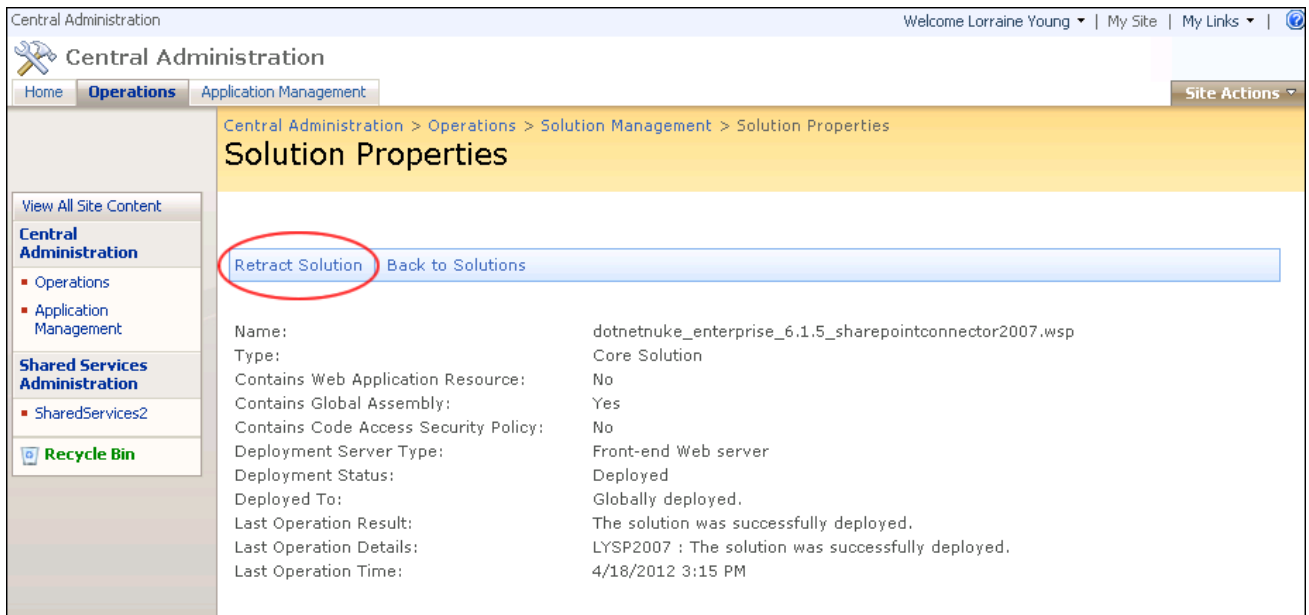 Central Administration
Welcome Lorraine Young | My Site | My Links |
Central Administration
Home Operations Application Management Site Actions
Central Administration > Operations > Solution Management > Solution Properties
Solution Properties
View All Site Content
Central
Administration
Operations
Application
Management
Shared Services
Administration
SharedServices2
Recycle Bin
Retract Solution | Back to Solutions
Name: dotnetnuke_enterprise_6.1.5_sharepointconnector2007.wsp
Type: Core Solution
Contains Web Application Resource: No
Contains Global Assembly: Yes
Contains Code Access Security Policy: No
Deployment Server Type: Front-end Web server
Deployment Status: Deployed
Deployed To: Globally deployed.
Last Operation Result: The solution was successfully deployed.
Last Operation Details: LYSP2007 : The solution was successfully deployed.
Last Operation Time: 4/18/2012 3:15 PM